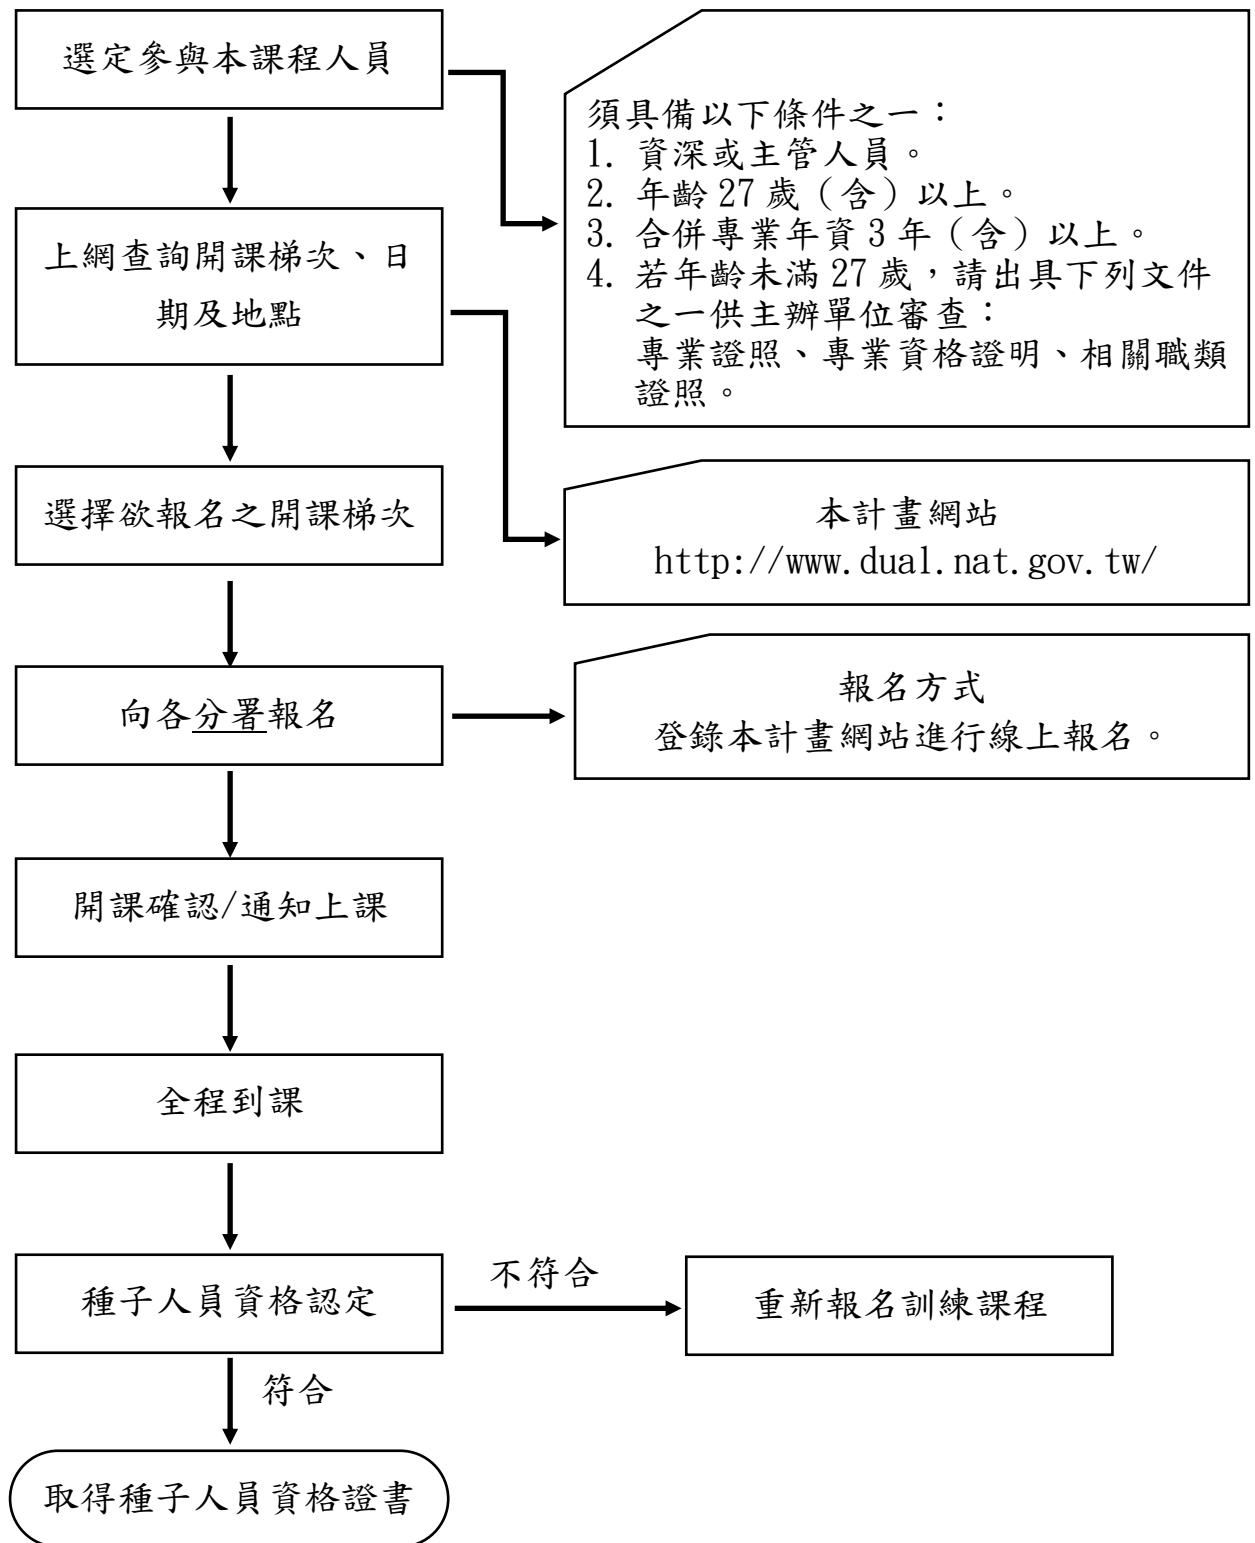 選定參與本課程人員
須具備以下條件之一：
1. 資深或主管人員。
2. 年齡 27 歲（含）以上。
3. 合併專業年資 3 年（含）以上。
4. 若年齡未滿 27 歲，請出具下列文件
之一供主辦單位審查：
專業證照、專業資格證明、相關職類
證照。
上網查詢開課梯次、日
期及地點
本計畫網站
http://www.dual.nat.gov.tw/
選擇欲報名之開課梯次
向各分署報名
報名方式
登錄本計畫網站進行線上報名。
開課確認/通知上課
全程到課
種子人員資格認定
不符合
重新報名訓練課程
符合
取得種子人員資格證書